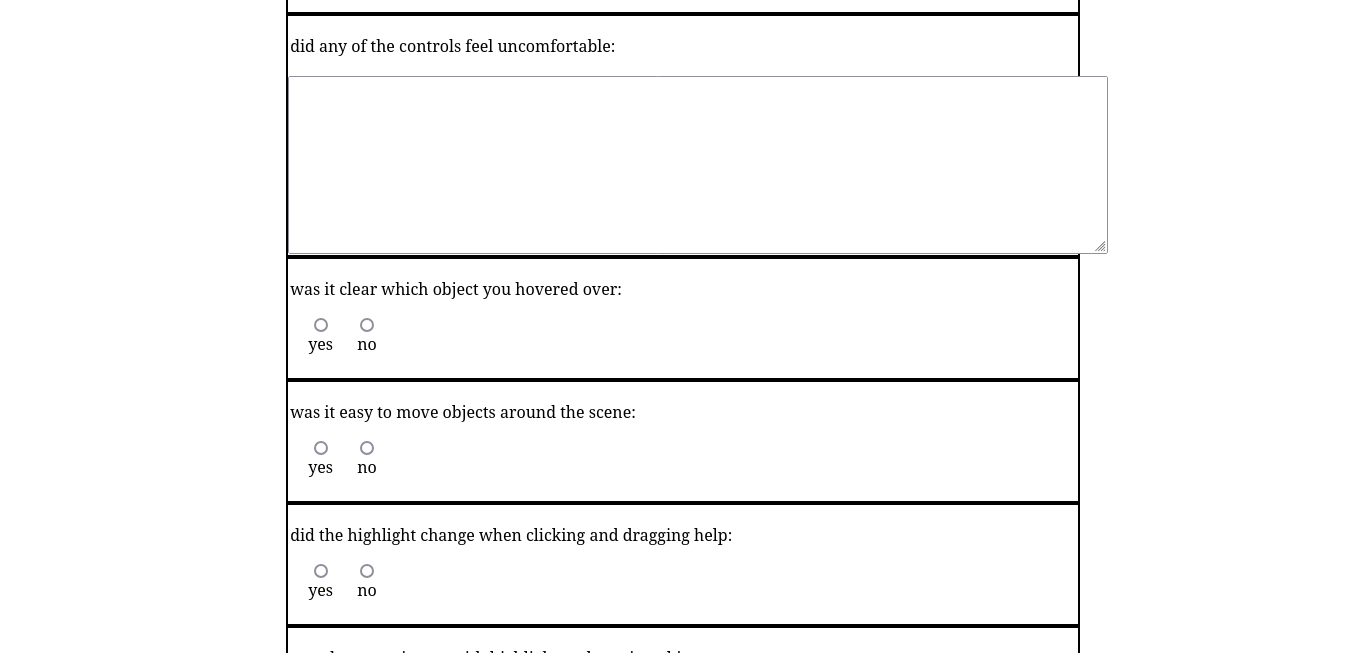 did any of the controls feel uncomfortable:
was it clear which object you hovered over:
yes no
was it easy to move objects around the scene:
yes no
did the highlight change when clicking and dragging help:
yes no